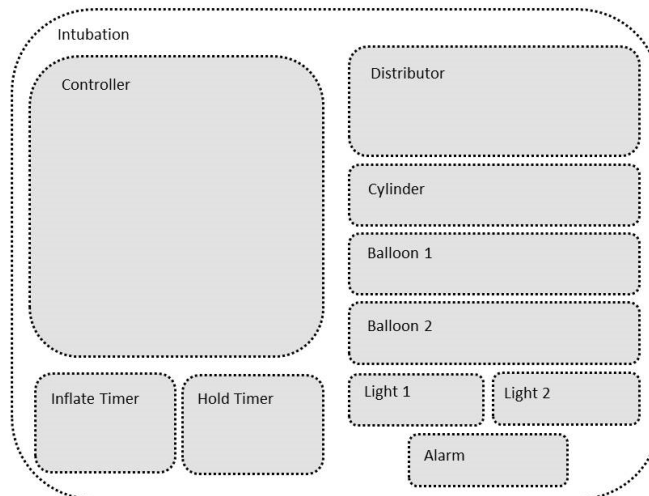 Intubation
Controller
Distributor
Cylinder
Balloon 1
Balloon 2
Inflate Timer
Hold Timer
Light 1
Light 2
Alarm